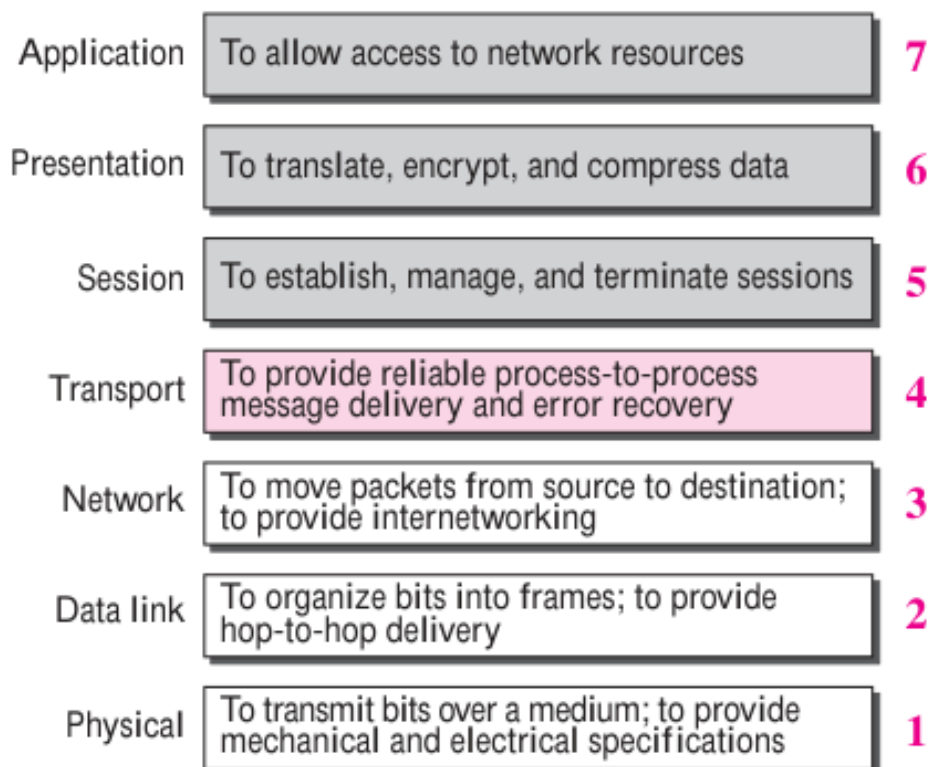 Application To allow access to network resources 7
Presentation To translate, encrypt, and compress data 6
Session To establish, manage, and terminate sessions 5
Transport To provide reliable process-to-process
message delivery and error recovery 4
Network To move packets from source to destination;
to provide internetworking 3
Data link To organize bits into frames; to provide
hop-to-hop delivery 2
Physical To transmit bits over a medium; to provide
mechanical and electrical specifications 1